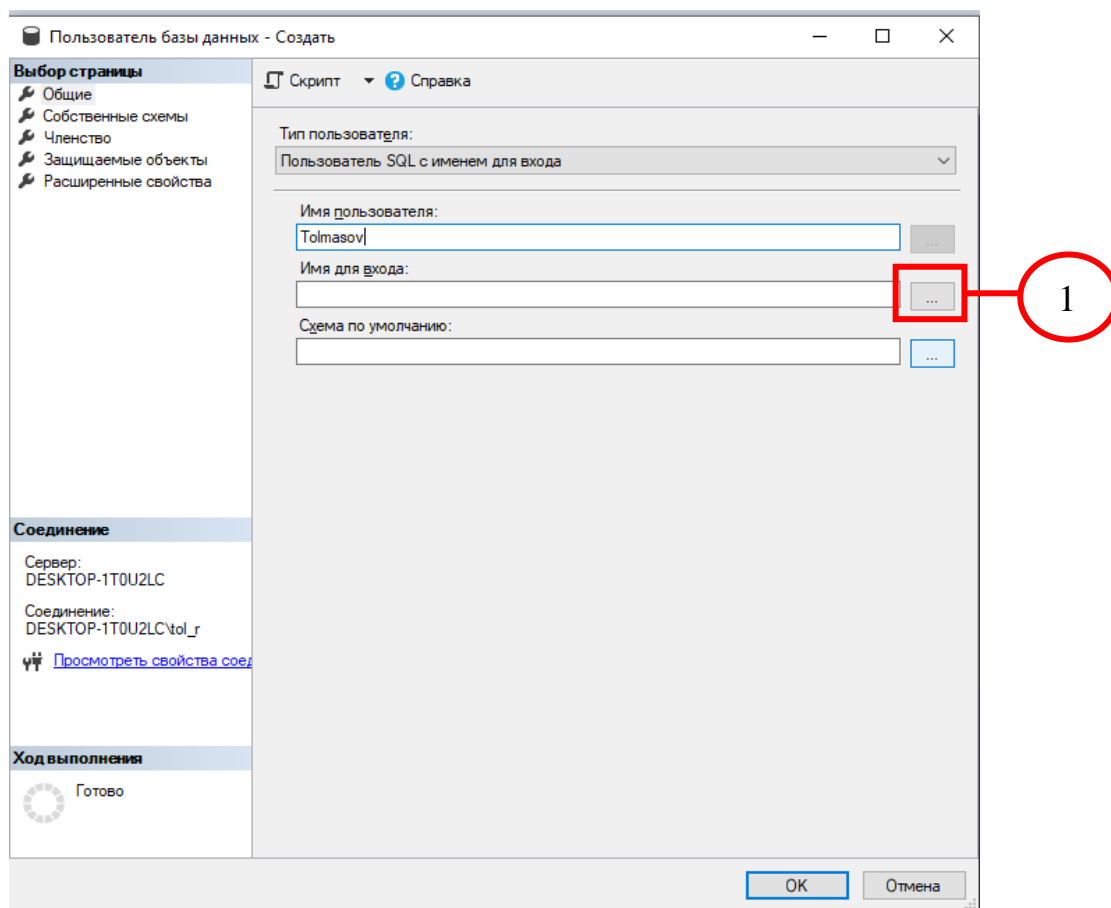 Пользователь базы данных - Создать
Выбор страницы
Общие
Собственные схемы
Членство
Защищаемые объекты
Расширенные свойства
Скрипт
Справка
Тип пользователя:
Пользователь SQL с именем для входа
Имя пользователя:
Tolmasov
...
Имя для входа:
...
1
Схема по умолчанию:
...
Соединение
Сервер:
DESKTOP-1T0U2LC
Соединение:
DESKTOP-1T0U2LC\tol_r
Просмотреть свойства соед
Ход выполнения
Готово
OK
Отмена